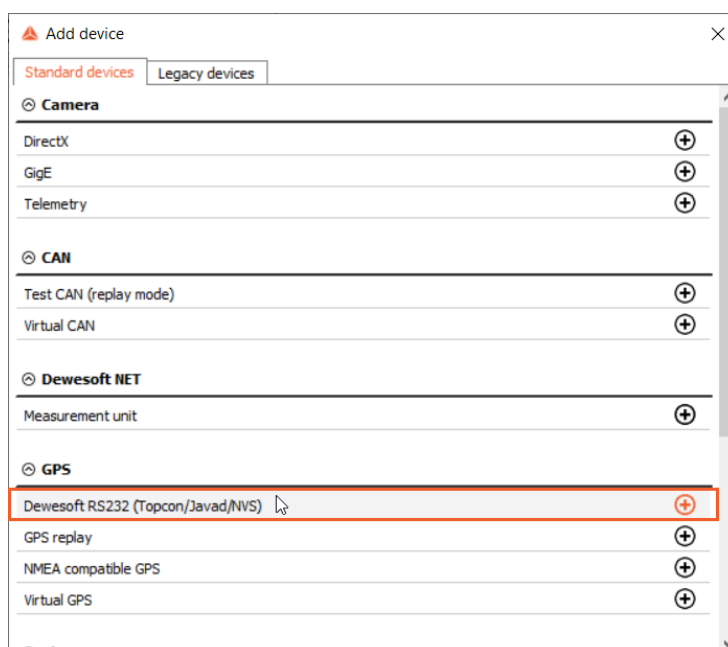 Add device
Standard devices
Legacy devices
Camera
DirectX
GigE
Telemetry
CAN
Test CAN (replay mode)
Virtual CAN
Dewesoft NET
Measurement unit
GPS
Dewesoft RS232 (Topcon/Javad/NVS)
GPS replay
NMEA compatible GPS
Virtual GPS